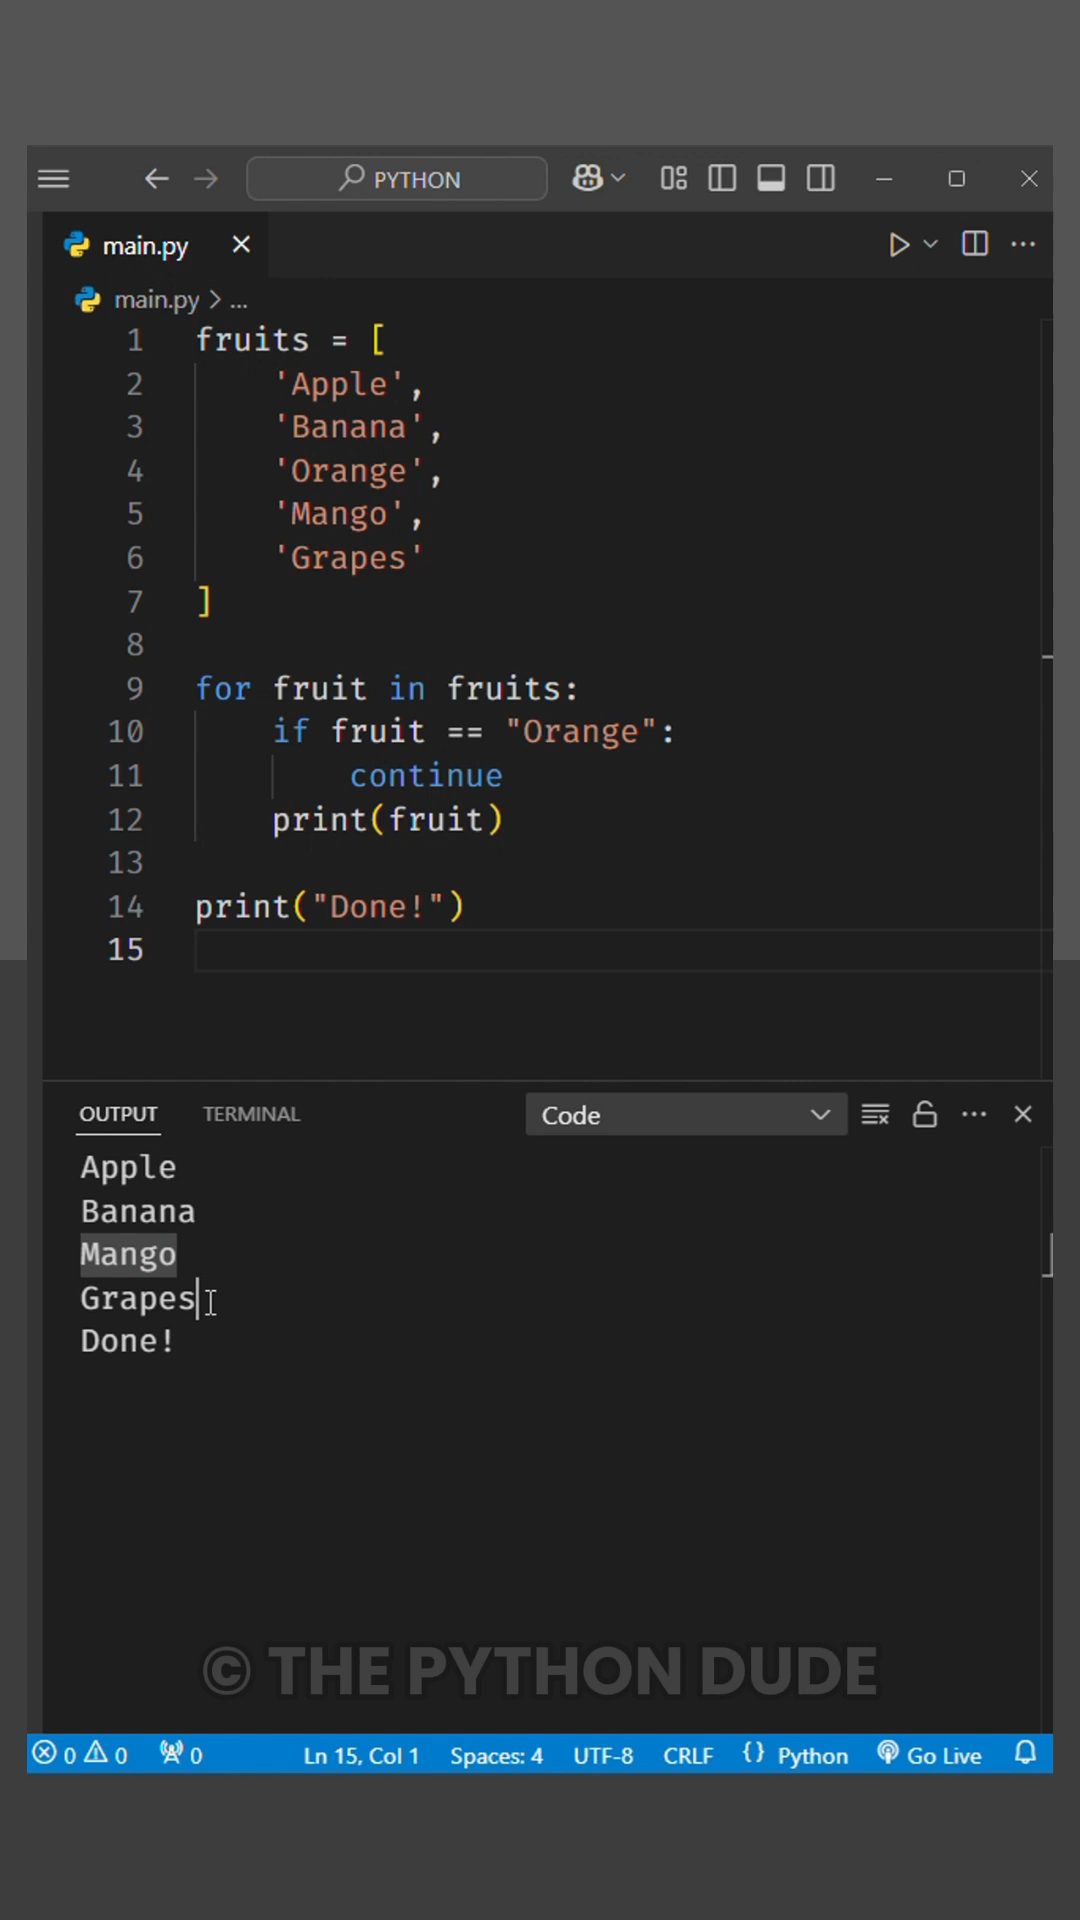 PYTHON
main.py
main.py > ...
1 fruits = [
2     'Apple',
3     'Banana',
4     'Orange',
5     'Mango',
6     'Grapes'
7 ]
8
9 for fruit in fruits:
10     if fruit == "Orange":
11         continue
12     print(fruit)
13
14 print("Done!")
15
OUTPUT TERMINAL Code
Apple
Banana
Mango
Grapes
Done!
© THE PYTHON DUDE
0 0 0 Ln 15, Col 1 Spaces: 4 UTF-8 CRLF {} Python Go Live